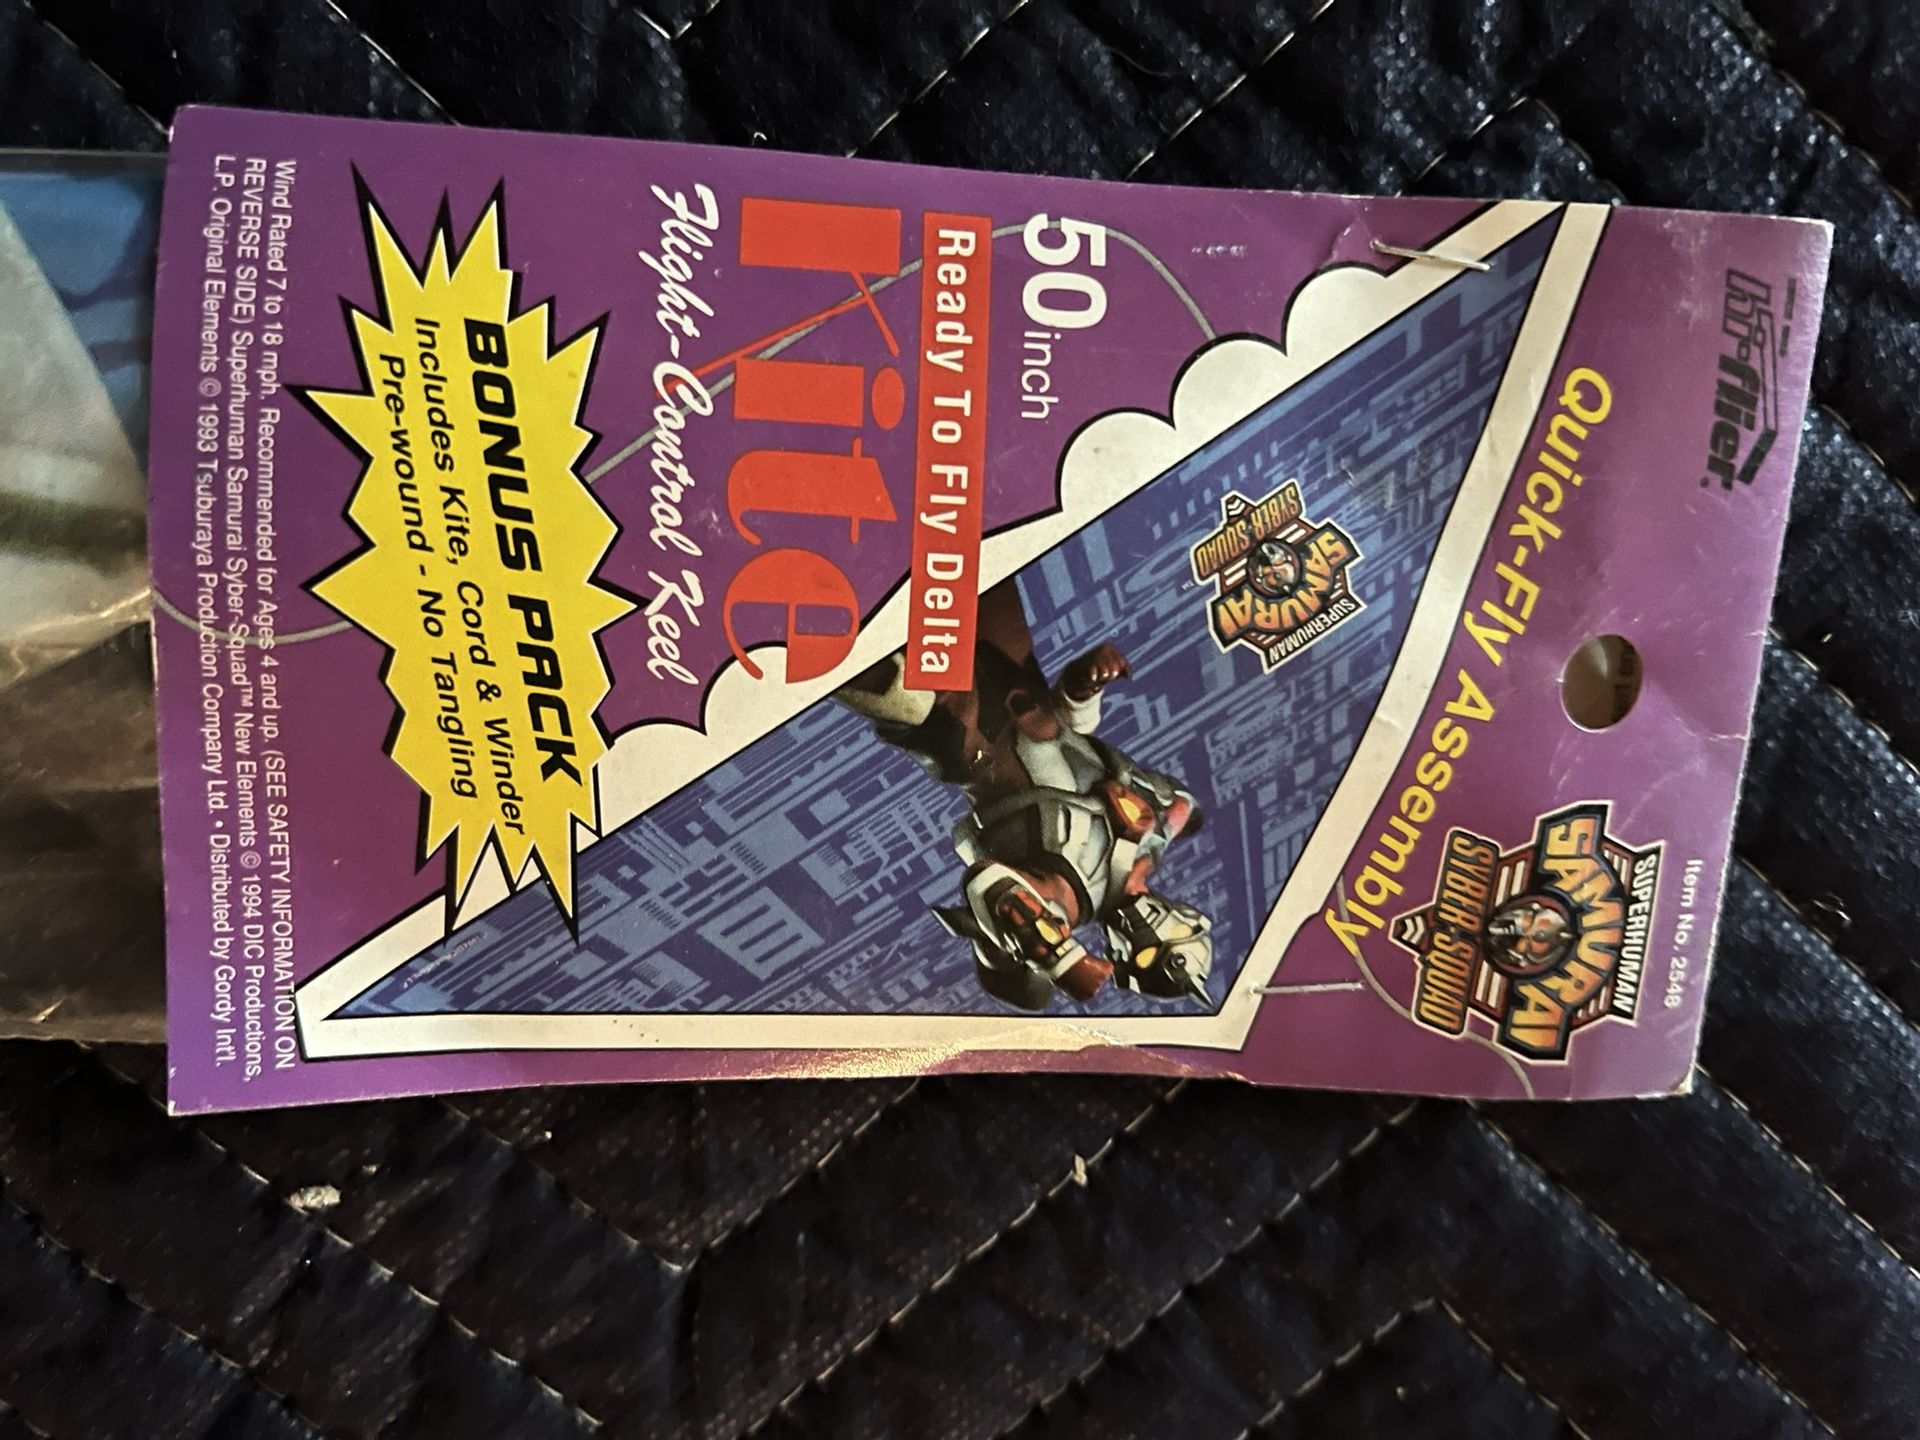 hi-flier.
Item No. 2548
SUPERHUMAN
SAMURAI
SYBER-SQUAD
Quick-Fly Assembly
SUPERHUMAN
SAMURAI
SYBER-SQUAD™
50 inch
Ready To Fly Delta
Kite
Flight-Control Keel
BONUS PACK
Includes Kite, Cord & Winder
Pre-wound - No Tangling
Wind Rated 7 to 18 mph. Recommended for Ages 4 and up. (SEE SAFETY INFORMATION ON
REVERSE SIDE) Superhuman Samurai Syber-Squad™ New Elements © 1994 DIC Productions,
L.P. Original Elements © 1993 Tsuburaya Production Company Ltd. • Distributed by Gordy Int'l.